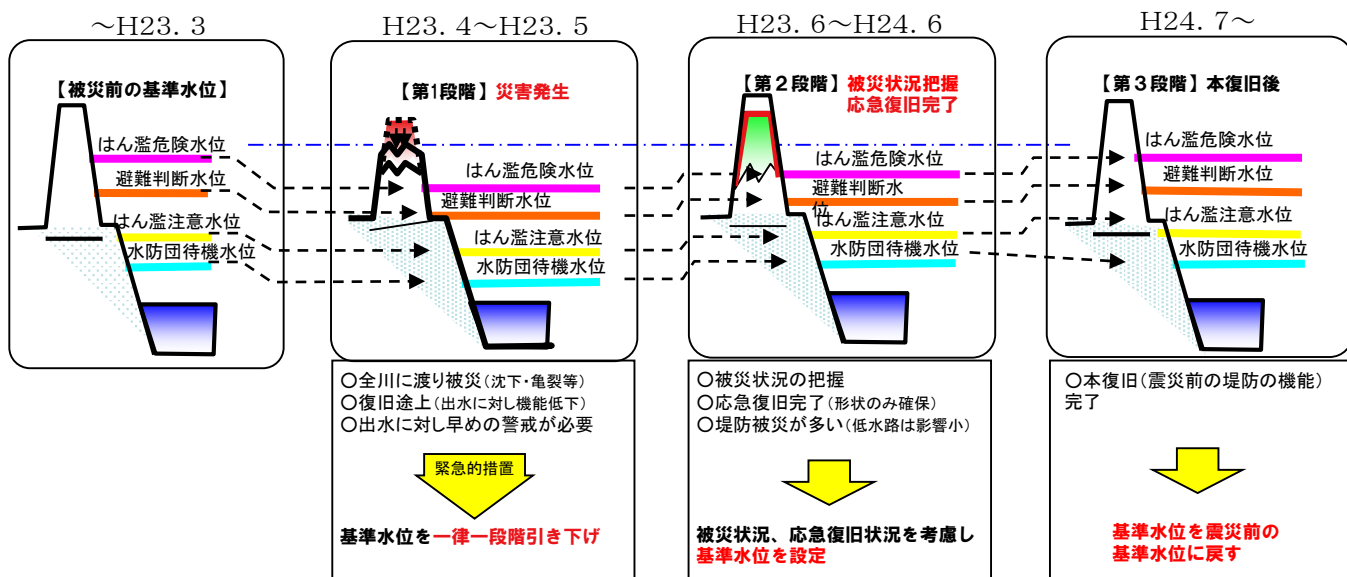 ～H23. 3
【被災前の基準水位】
はん濫危険水位
避難判断水位
はん濫注意水位
水防団待機水位
H23. 4～H23. 5
【第1段階】災害発生
はん濫危険水位
避難判断水位
はん濫注意水位
水防団待機水位
○全川に渡り被災(沈下・亀裂等)
○復旧途上(出水に対し機能低下)
○出水に対し早めの警戒が必要
緊急的措置
基準水位を一律一段階引き下げ
H23. 6～H24. 6
【第2段階】被災状況把握
応急復旧完了
はん濫危険水位
避難判断水
位
はん濫注意水位
水防団待機水位
○被災状況の把握
○応急復旧完了(形状のみ確保)
○堤防被災が多い(低水路は影響小)
被災状況、応急復旧状況を考慮し
基準水位を設定
H24. 7～
【第3段階】本復旧後
はん濫危険水位
避難判断水位
はん濫注意水位
水防団待機水位
○本復旧(震災前の堤防の機能)
完了
基準水位を震災前の
基準水位に戻す